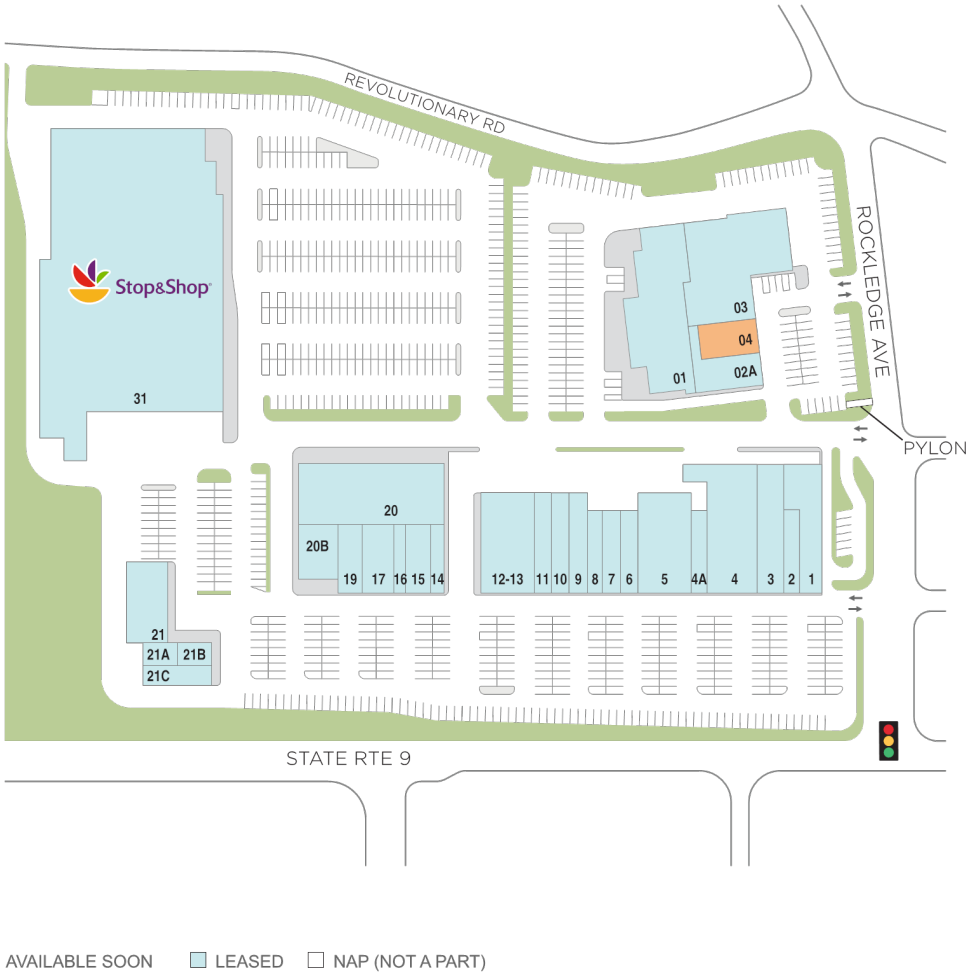 REVOLUTIONARY RD
ROCKLEDGE AVE
Stop&Shop®
03
04
31
01
02A
PYLON
20
20B
19
17
16
15
14
12-13
11
10
9
8
7
6
5
4A
4
3
2
1
21
21A
21B
21C
STATE RTE 9
AVAILABLE SOON
LEASED
NAP (NOT A PART)